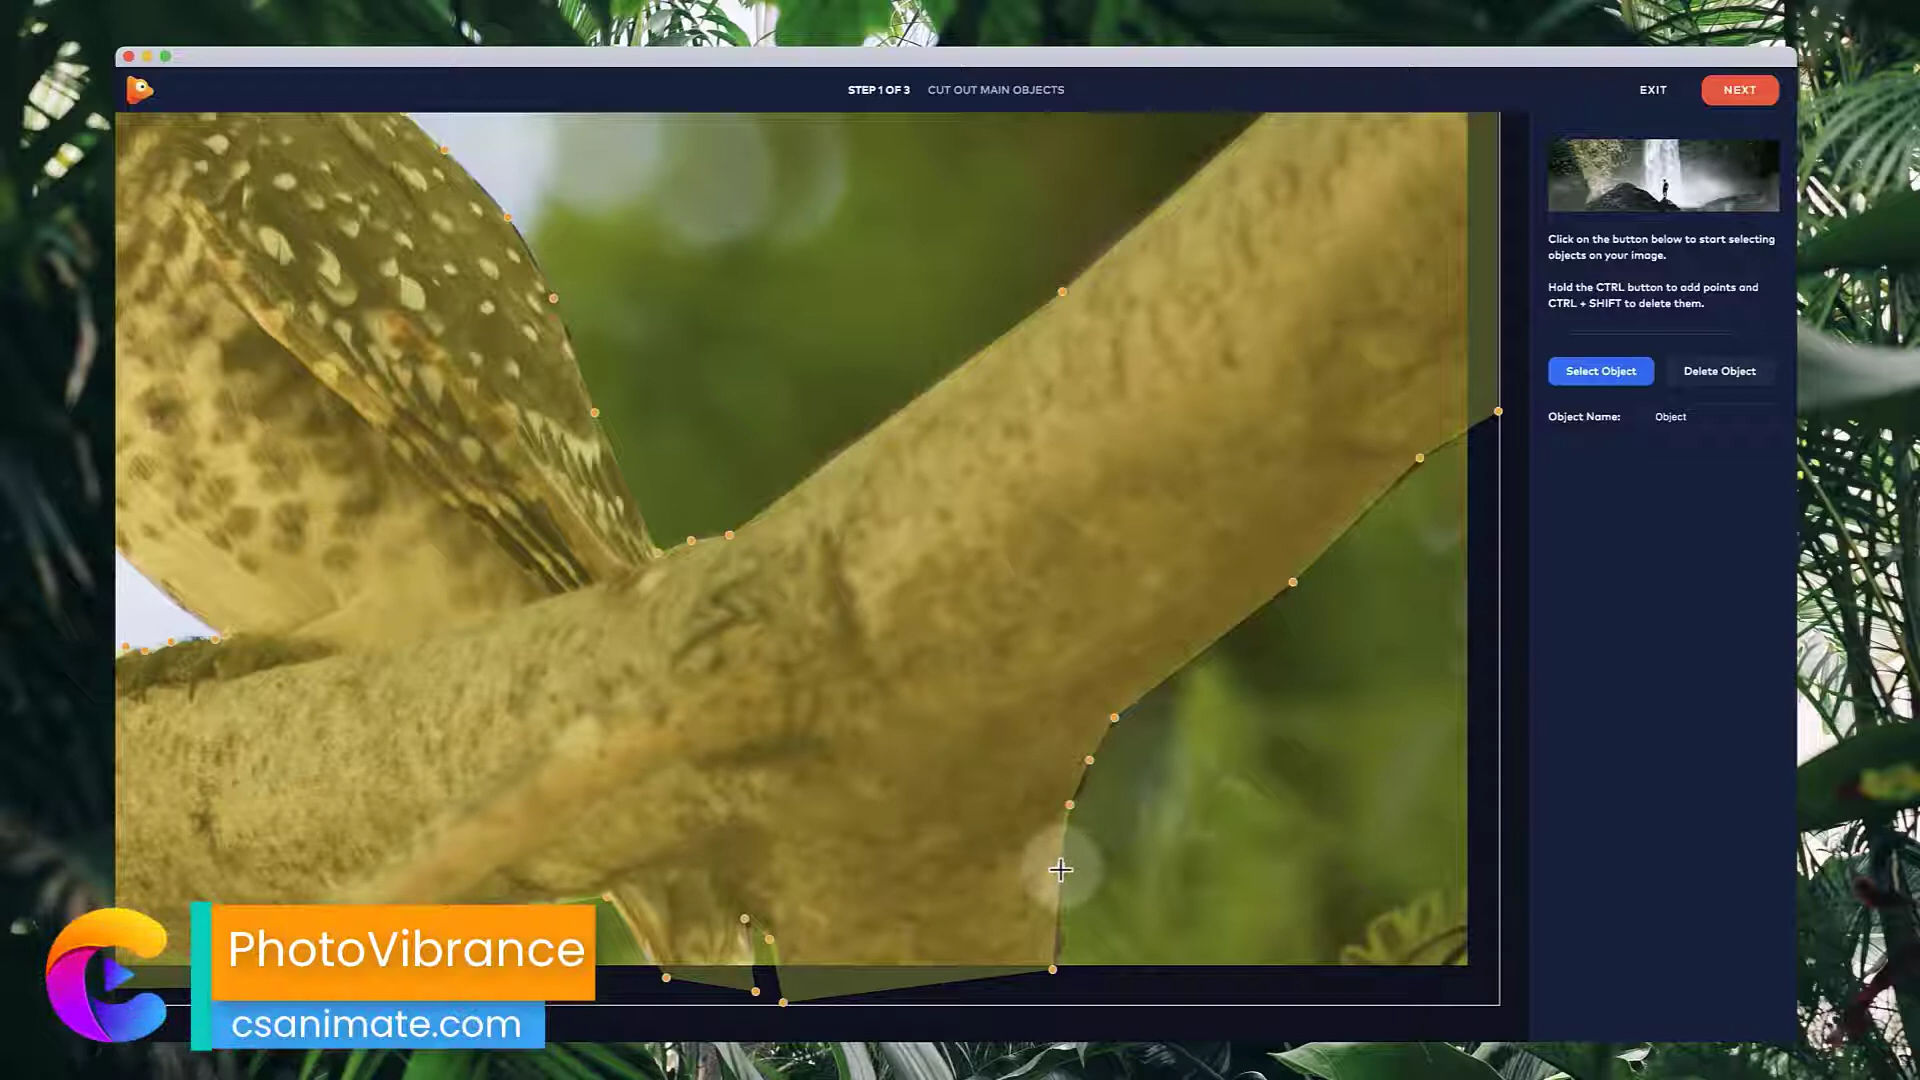 STEP 1 OF 3 CUT OUT MAIN OBJECTS
EXIT
NEXT
Click on the button below to start selecting
objects on your image.
Hold the CTRL button to add points and
CTRL + SHIFT to delete them.
Select Object
Delete Object
Object Name: Object
PhotoVibrance
csanimate.com